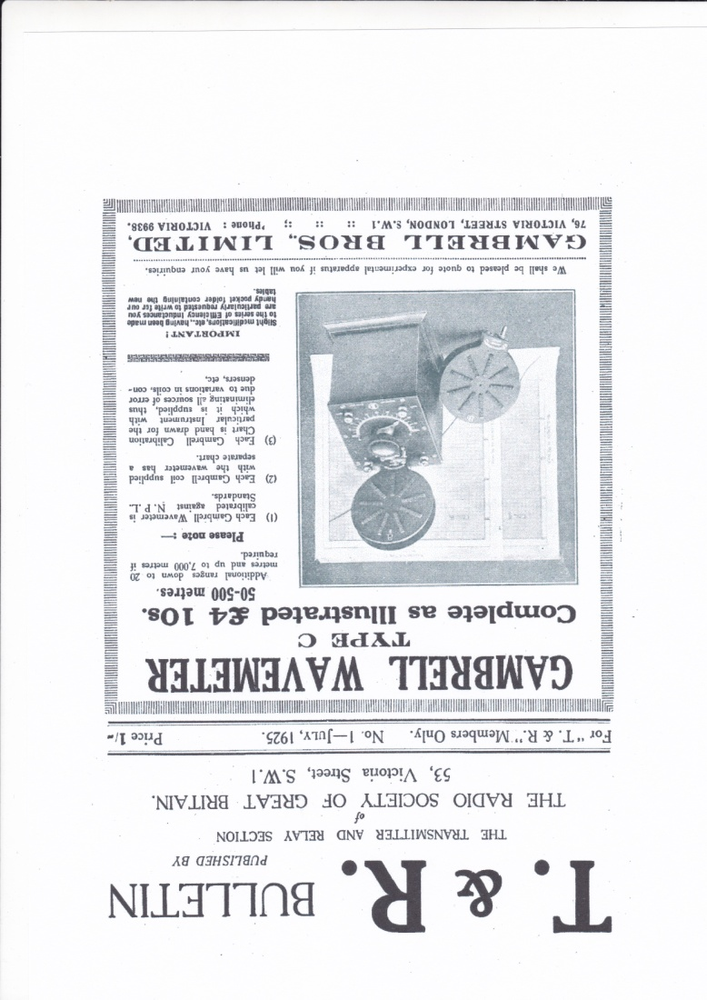 T. & R. BULLETIN
PUBLISHED BY
THE TRANSMITTER AND RELAY SECTION
of
THE RADIO SOCIETY OF GREAT BRITAIN.
53, Victoria Street, S.W.1
For "T. & R." Members Only. No. 1—JULY, 1925. Price 1/-
GAMBRELL WAVEMETER
TYPE C
Complete as Illustrated £4 10s.
50-500 metres.
Additional ranges down to 20
metres and up to 7,000 metres if
required.
Please note :—
(1) Each Gambrell Wavemeter is
calibrated against N.P.L.
Standards.
(2) Each Gambrell coil supplied
with the wavemeter has a
separate chart.
(3) Each Gambrell Calibration
Chart is hand drawn for the
particular Instrument with
which it is supplied, thus
eliminating all sources of error
due to variations in coils, con-
densers, etc,
IMPORTANT !
Slight modifications, etc., having been made
to the series of Efficiency Inductances you
are particularly requested to write for our
handy pocket folder containing the new
tables.
We shall be pleased to quote for experimental apparatus if you will let us have your enquiries.
GAMBRELL BROS., LIMITED,
76, VICTORIA STREET, LONDON, S.W.1 :: :: :: ;; 'Phone : VICTORIA 9938.